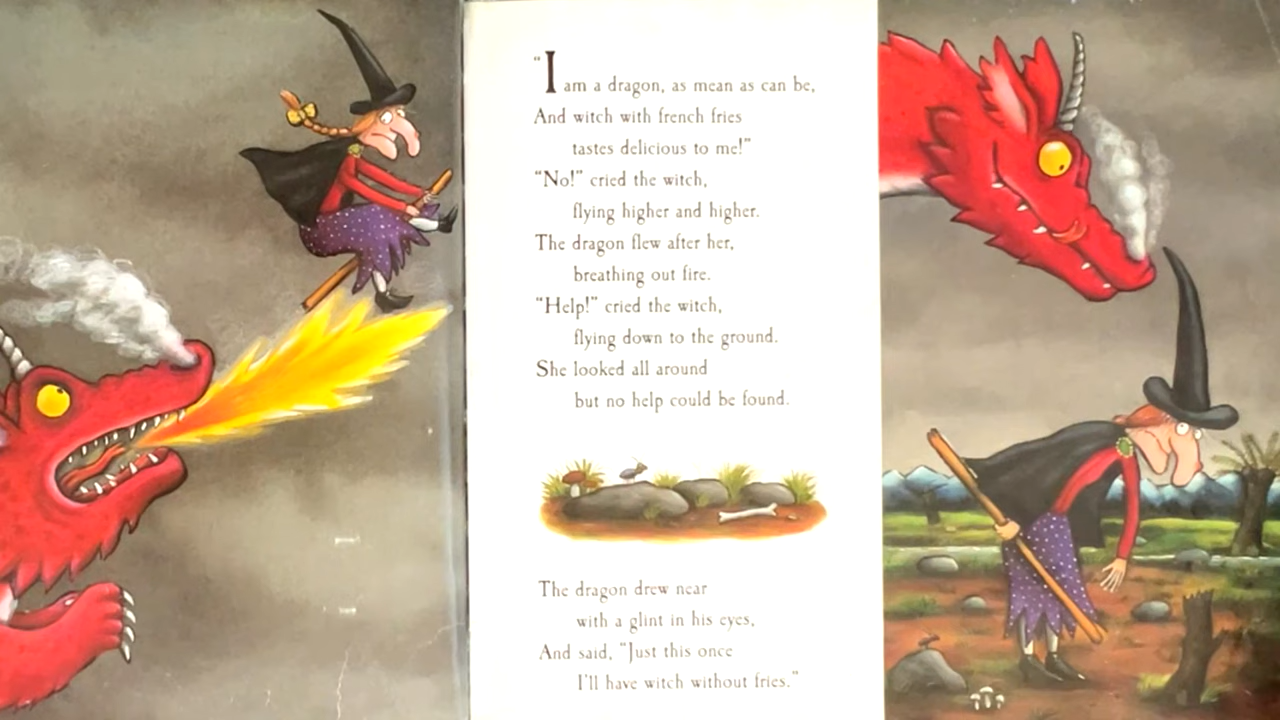 "I am a dragon, as mean as can be,
And witch with french fries
tastes delicious to me!"
"No!" cried the witch,
flying higher and higher.
The dragon flew after her,
breathing out fire.
"Help!" cried the witch,
flying down to the ground.
She looked all around
but no help could be found.
The dragon drew near
with a glint in his eyes,
And said, "Just this once
I'll have witch without fries."